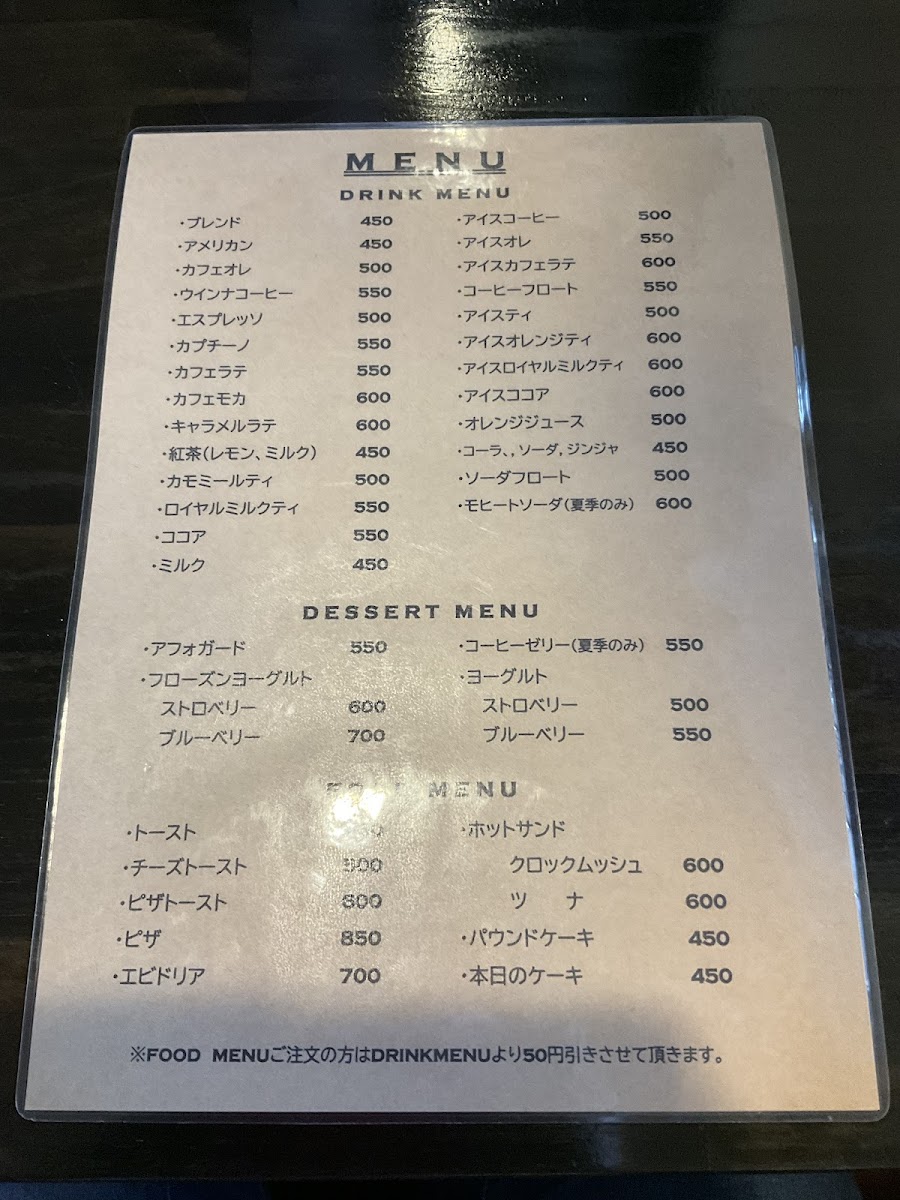 MENU
DRINK MENU
・ブレンド 450
・アメリカン 450
・カフェオレ 500
・ウインナコーヒー 550
・エスプレッソ 500
・カプチーノ 550
・カフェラテ 550
・カフェモカ 600
・キャラメルラテ 600
・紅茶(レモン、ミルク) 450
・カモミールティ 500
・ロイヤルミルクティ 550
・ココア 550
・ミルク 450
・アイスコーヒー 500
・アイスオレ 550
・アイスカフェラテ 600
・コーヒーフロート 550
・アイスティ 500
・アイスオレンジティ 600
・アイスロイヤルミルクティ 600
・アイスココア 600
・オレンジジュース 500
・コーラ、,ソーダ,ジンジャ 450
・ソーダフロート 500
・モヒートソーダ(夏季のみ) 600
DESSERT MENU
・アフォガード 550
・フローズンヨーグルト
ストロベリー 600
ブルーベリー 700
・コーヒーゼリー(夏季のみ) 550
・ヨーグルト
ストロベリー 500
ブルーベリー 550
FOOD MENU
・トースト
・チーズトースト 500
・ピザトースト 600
・ピザ 850
・エビドリア 700
・ホットサンド
クロックムッシュ 600
ツ ナ 600
・パウンドケーキ 450
・本日のケーキ 450
※FOOD MENUご注文の方はDRINKMENUより50円引きさせて頂きます。